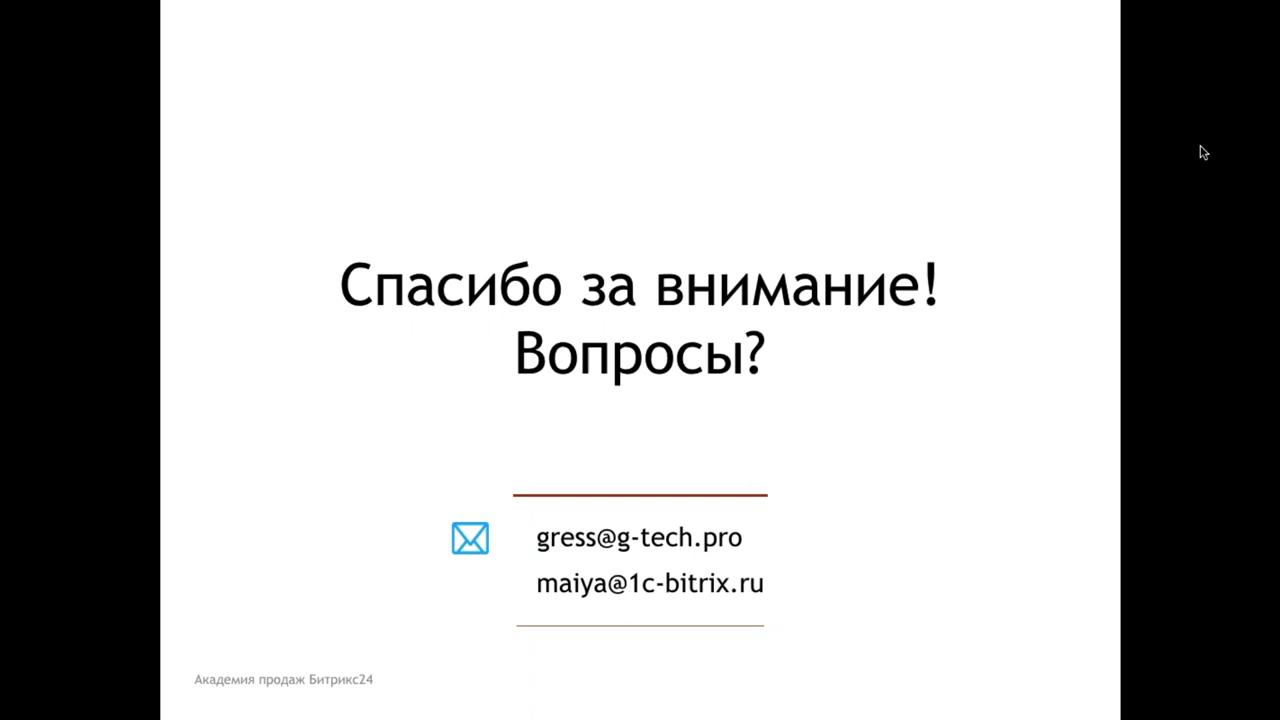 Спасибо за внимание!
Вопросы?
gress@g-tech.pro
maiya@1c-bitrix.ru
Академия продаж Битрикс24